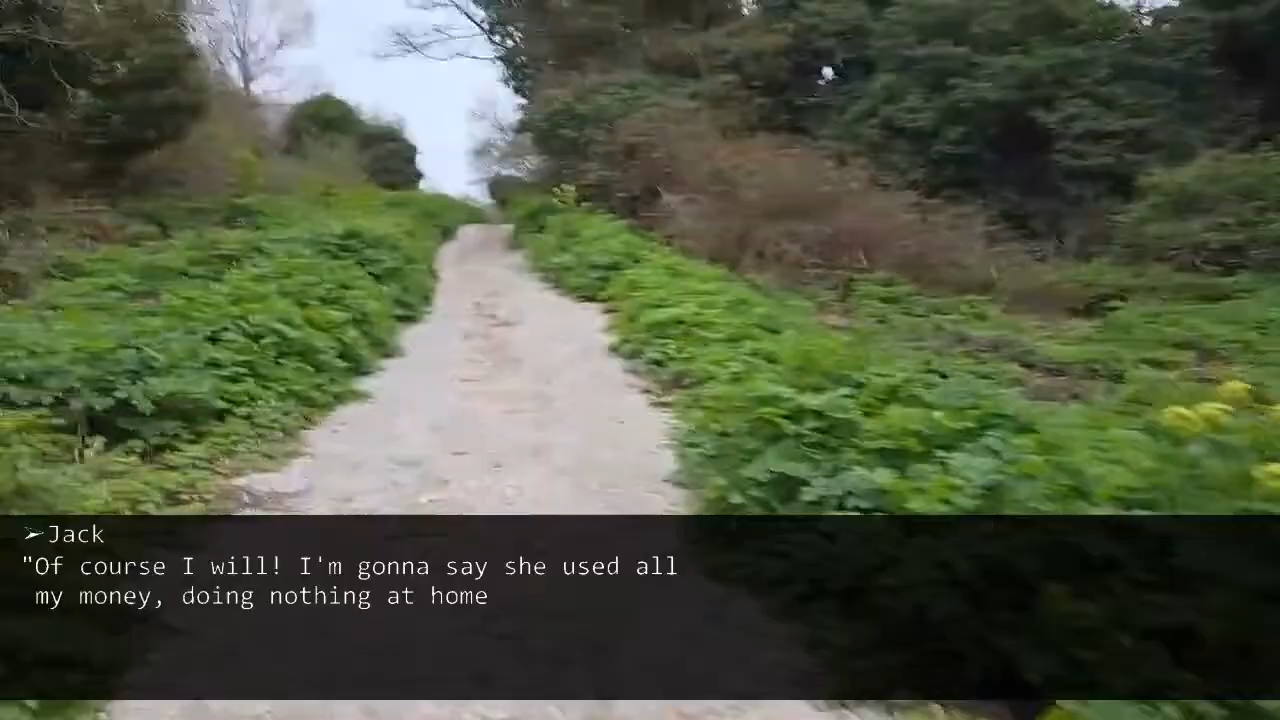 ➢Jack
"Of course I will! I'm gonna say she used all
my money, doing nothing at home